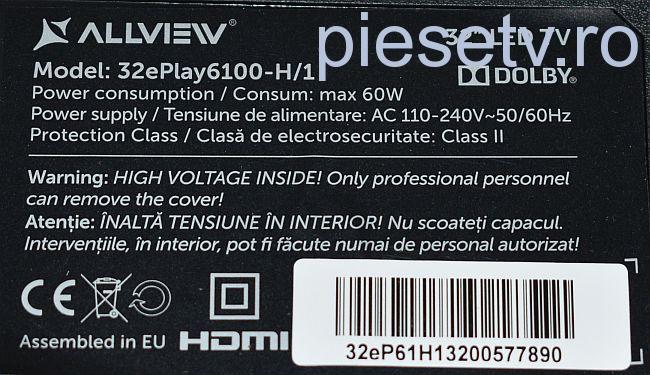 piesetv.ro
ALLVIEW
LED TV
Model: 32ePlay6100-H/1
DOLBY
Power consumption / Consum: max 60W
Power supply / Tensiune de alimentare: AC 110-240V~50/60Hz
Protection Class / Clasă de electrosecuritate: Class II
Warning: HIGH VOLTAGE INSIDE! Only professional personnel
can remove the cover!
Atenție: ÎNALTĂ TENSIUNE ÎN INTERIOR! Nu scoateți capacul.
Intervențiile, în interior, pot fi făcute numai de personal autorizat!
CE
Assembled in EU
HDMI
32eP61H13200577890